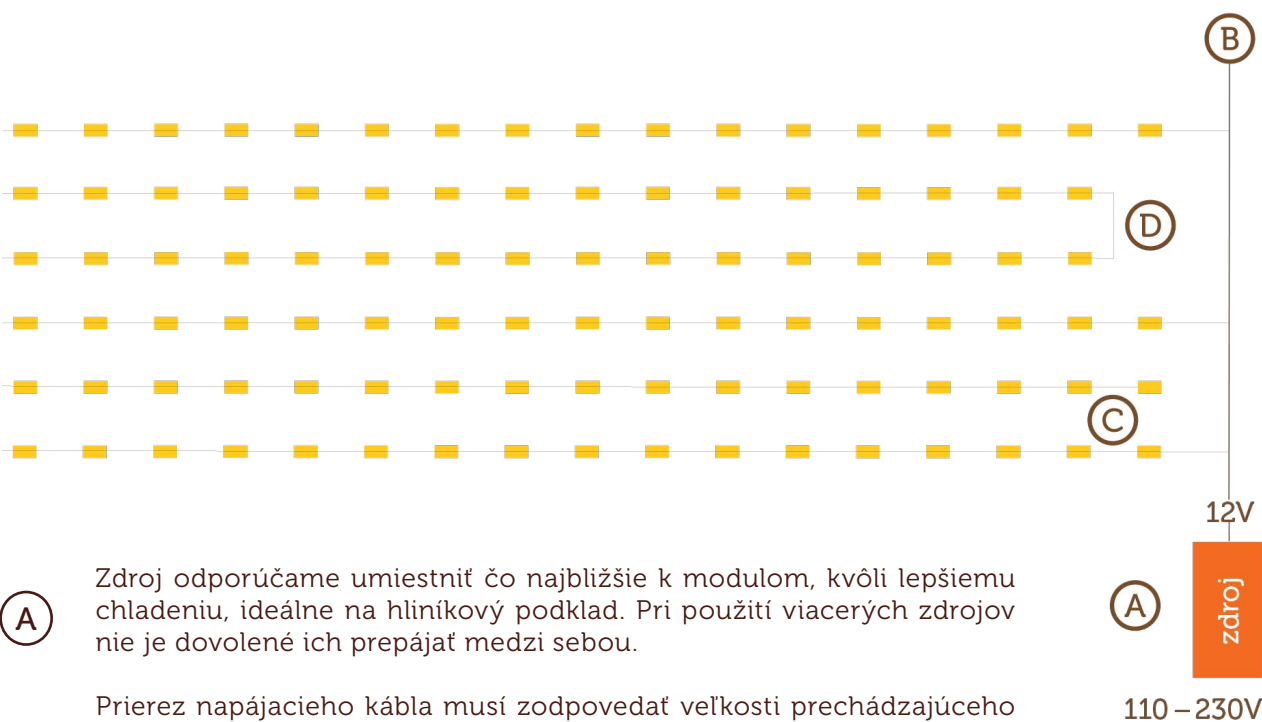 B
D
C
12V
A
Zdroj odporúčame umiestniť čo najbližšie k modulom, kvôli lepšiemu
chladeniu, ideálne na hliníkový podklad. Pri použití viacerých zdrojov
nie je dovolené ich prepájať medzi sebou.
A
zdroj
Prierez napájacieho kábla musí zodpovedať veľkosti prechádzajúceho
110 – 230V